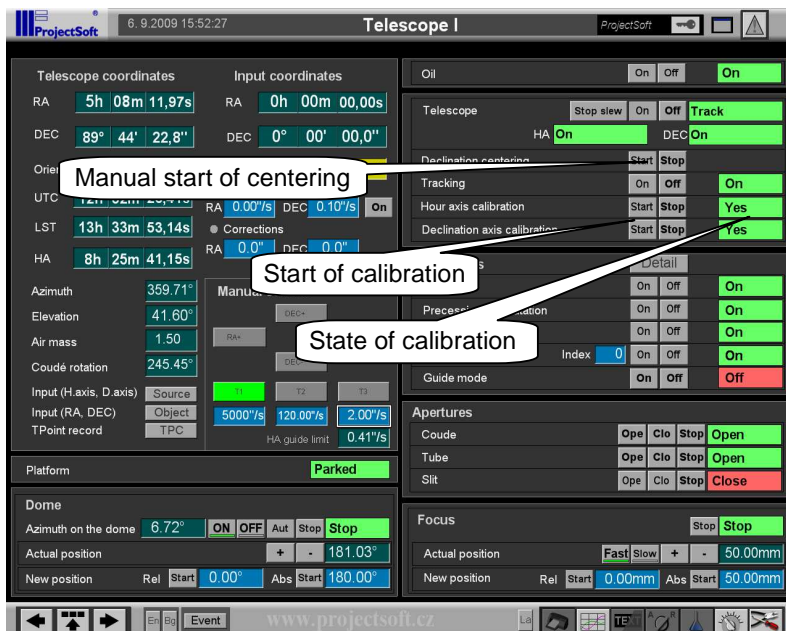 ProjectSoft
6. 9.2009 15:52:27
Telescope I
ProjectSoft
Telescope coordinates
Input coordinates
RA 5h 08m 11,97s
RA 0h 00m 00,00s
DEC 89° 44' 22,8''
DEC 0° 00' 00,0''
Manual start of centering
UTC
RA 0.00"/s DEC 0.10"/s On
LST 13h 33m 53,14s
Corrections
RA 0.0" DEC 0.0"
HA 8h 25m 41,15s
Start of calibration
State of calibration
Azimuth 359.71°
Elevation 41.60°
Air mass 1.50
Coudé rotation 245.45°
Input (H.axis, D.axis) Source
Input (RA, DEC) Object
TPoint record TPC
Manual
DEC+
RA+
T1 T2 T3
5000"/s 120.00"/s 2.00"/s
HA guide limit 0.41"/s
Platform Parked
Dome
Azimuth on the dome 6.72° ON OFF Aut Stop Stop
Actual position + - 181.03°
New position Rel Start 0.00° Abs Start 180.00°
Oil On Off On
Telescope Stop slew On Off Track
HA On DEC On
Declination centering Start Stop
Tracking On Off On
Hour axis calibration Start Stop Yes
Declination axis calibration Start Stop Yes
Detail
On Off On
On Off On
On Off On
Index 0 On Off On
Guide mode On Off Off
Apertures
Coude Ope Clo Stop Open
Tube Ope Clo Stop Open
Slit Ope Clo Stop Close
Focus Stop Stop
Actual position Fast Slow + - 50.00mm
New position Rel Start 0.00mm Abs Start 50.00mm
En Bg Event
www.projectsoft.cz
La
TEXT